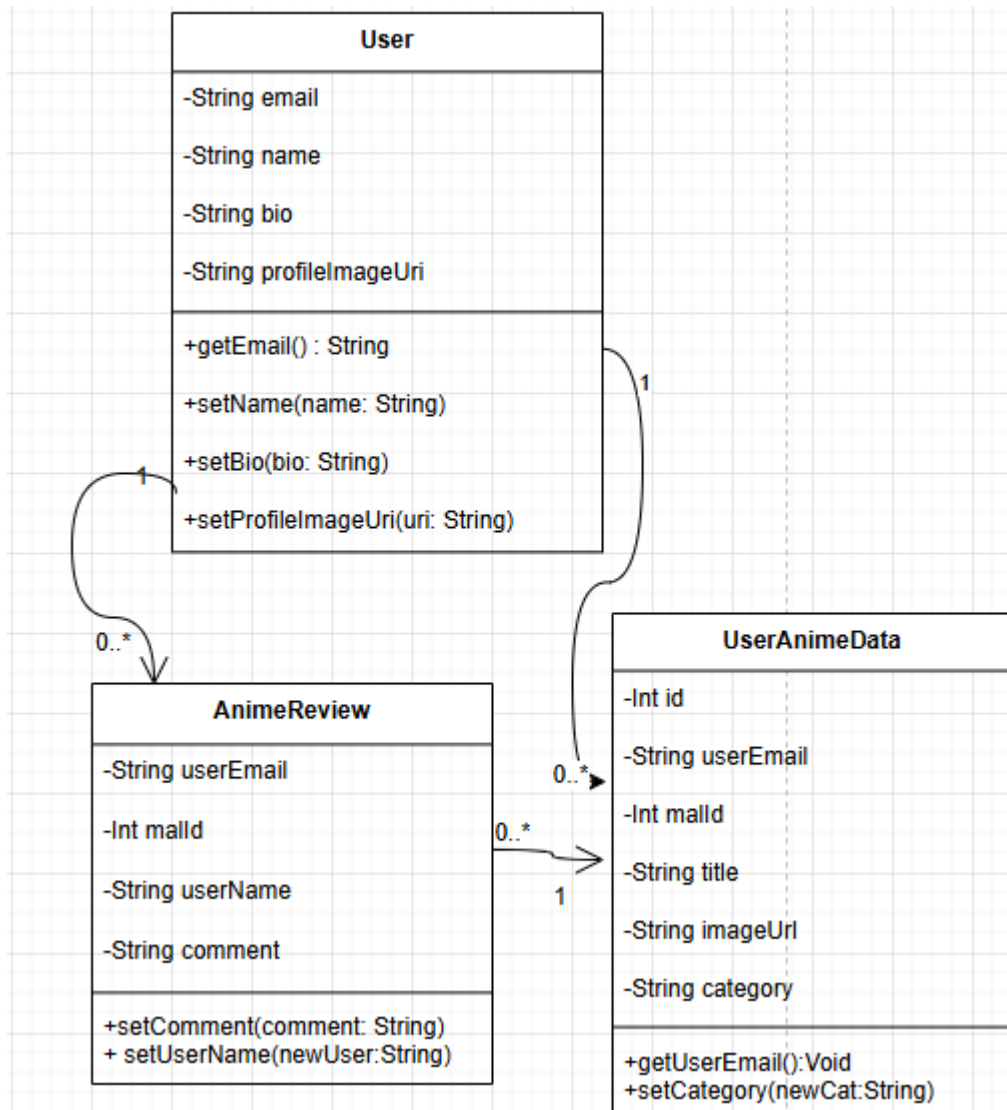 User
-String email
-String name
-String bio
-String profileImageUri
+getEmail() : String
+setName(name: String)
+setBio(bio: String)
+setProfileImageUri(uri: String)
1
1
0..*
AnimeReview
-String userEmail
-Int malId
-String userName
-String comment
+setComment(comment: String)
+ setUserName(newUser:String)
0..*
1
0..*
UserAnimeData
-Int id
-String userEmail
-Int malId
-String title
-String imageUrl
-String category
+getUserEmail():Void
+setCategory(newCat:String)